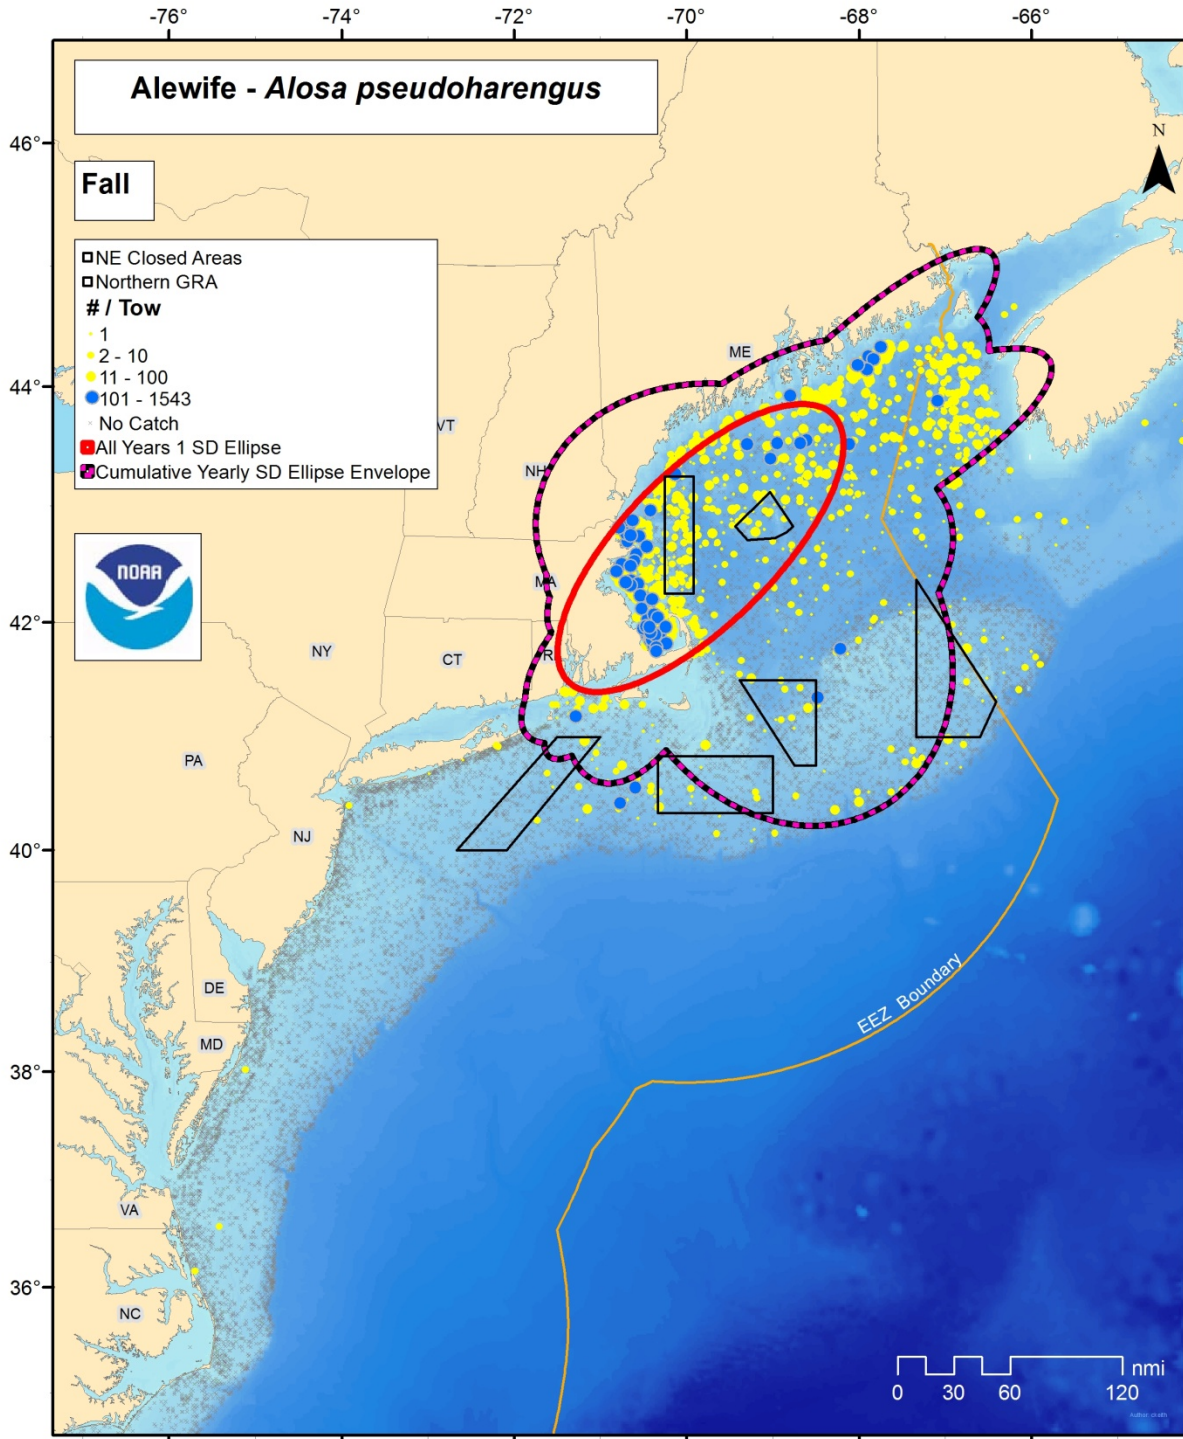 -76° -74° -72° -70° -68° -66°
Alewife - Alosa pseudoharengus
N
46°
Fall
NE Closed Areas
Northern GRA
# / Tow
1
2 - 10
11 - 100
101 - 1543
No Catch
All Years 1 SD Ellipse
Cumulative Yearly SD Ellipse Envelope
ME
44°
VT
NH
NOAA
MA
42°
NY
CT
R
PA
NJ
40°
EEZ Boundary
DE
MD
38°
VA
36°
NC
nmi
0 30 60 120